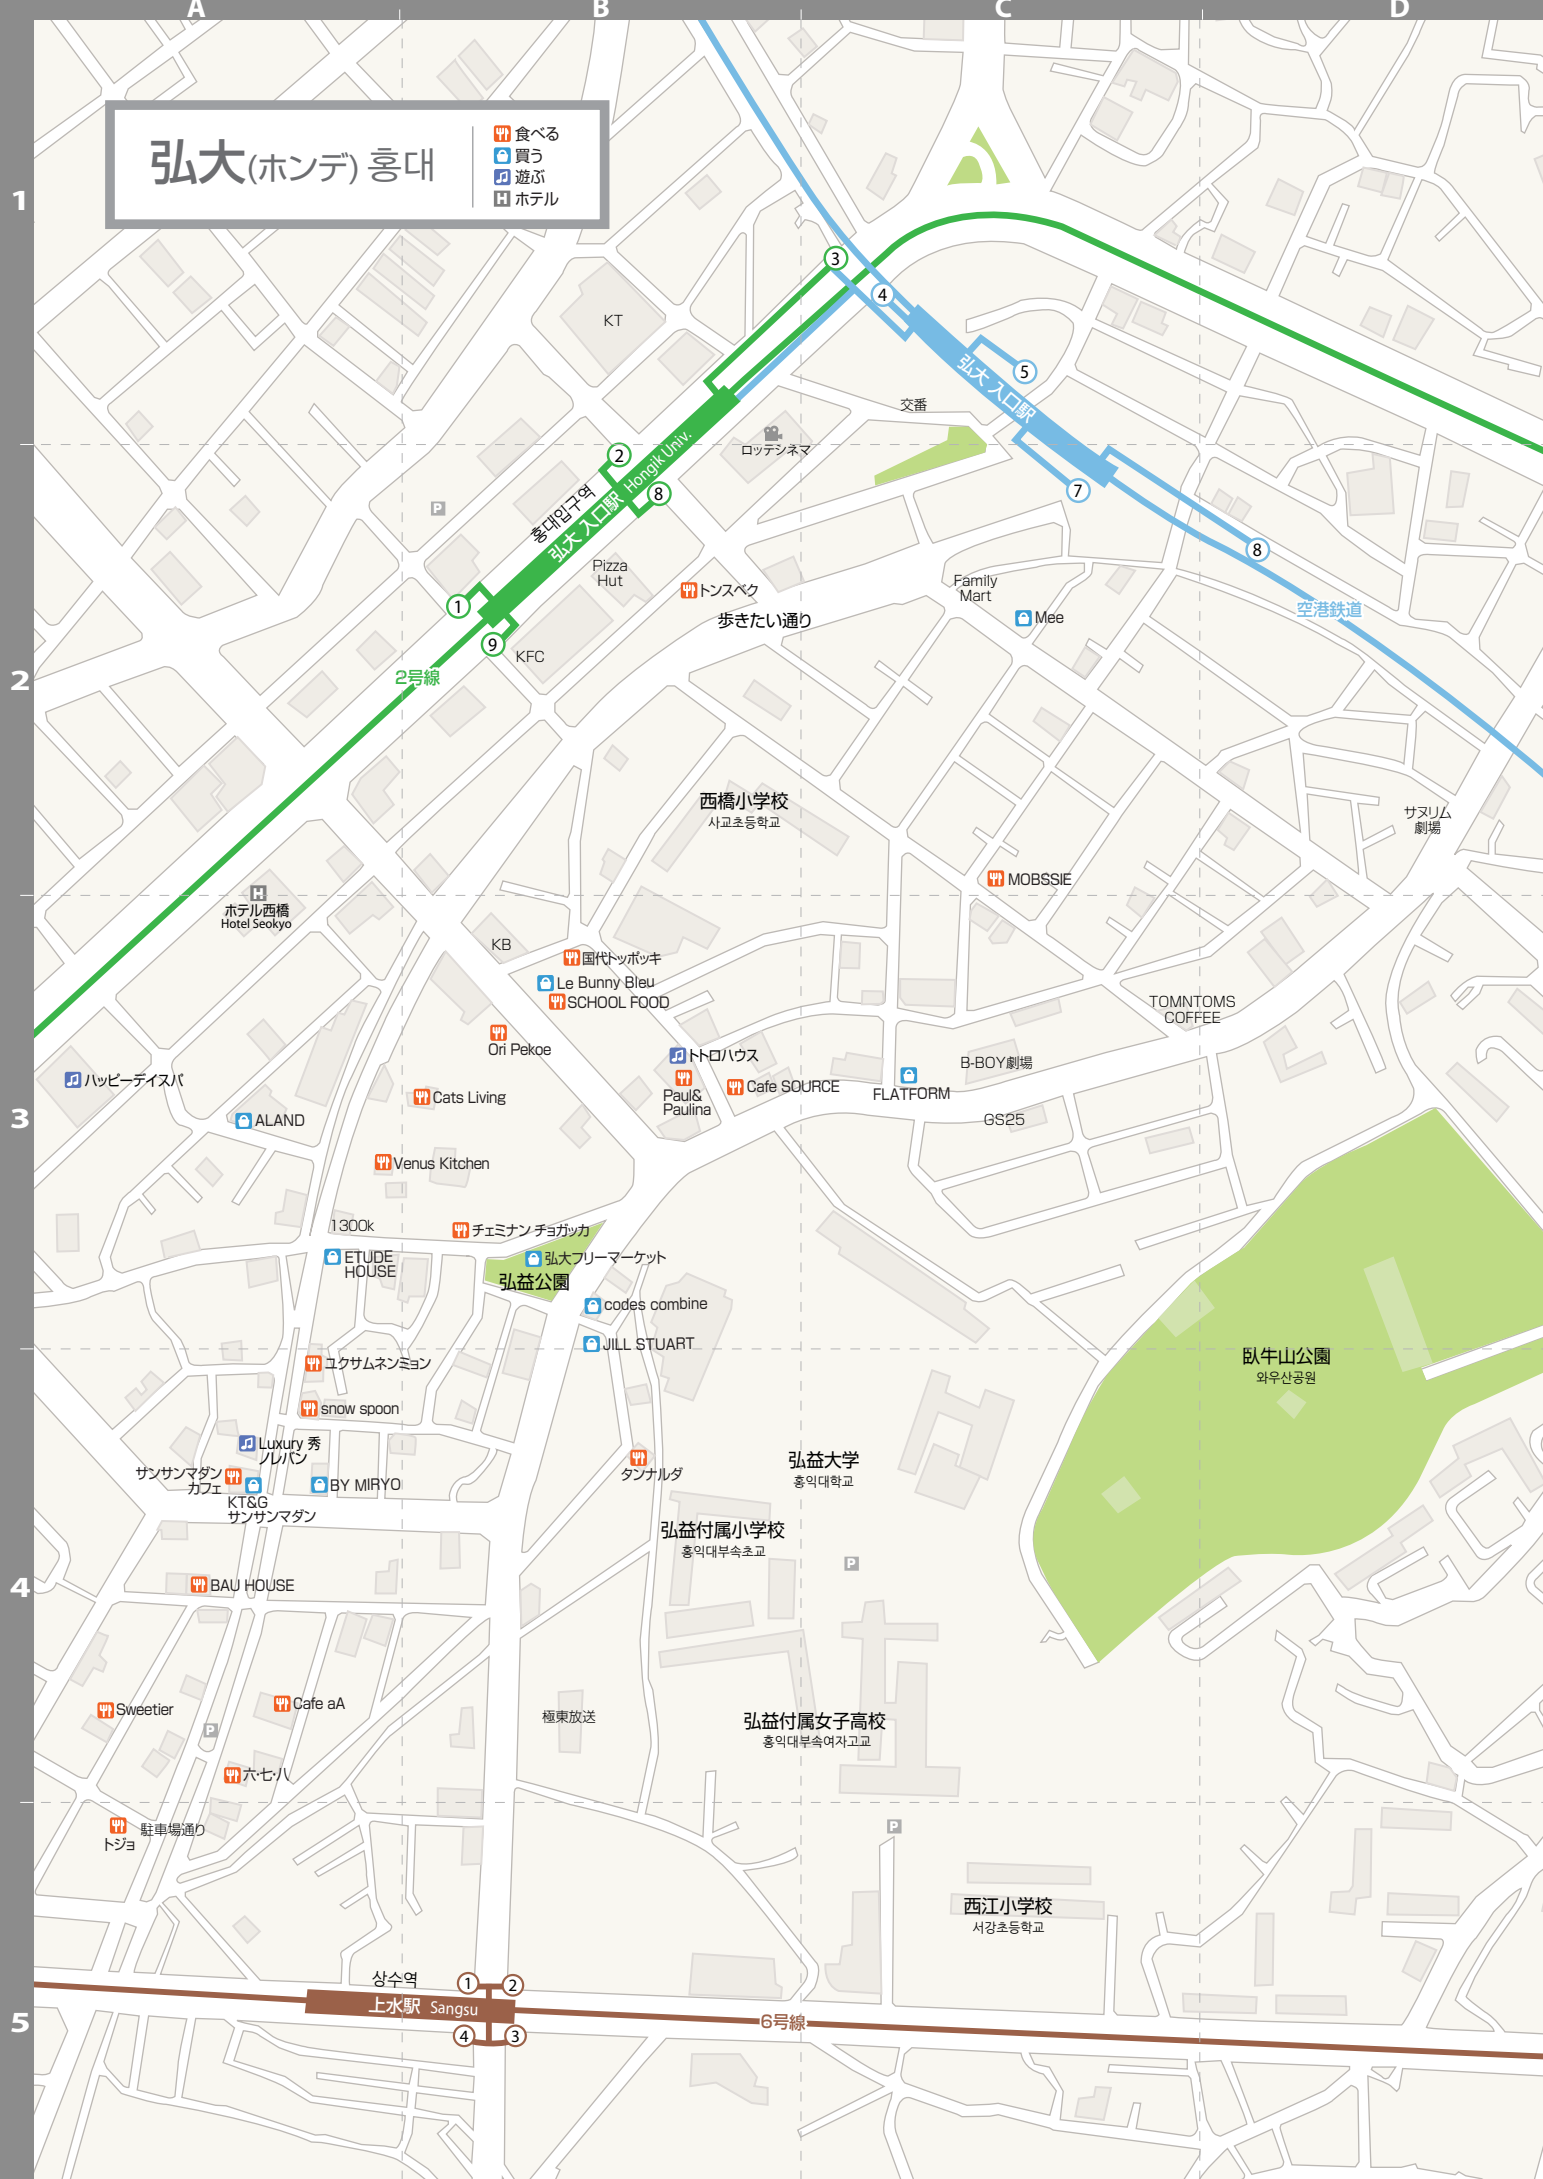 A
B
C
D
1
2
3
4
5
弘大(ホンデ) 홍대
食べる
買う
遊ぶ
H ホテル
3
4
KT
5
弘大 入口駅
交番
ロッテシネマ
2
8
홍대입구역
弘大 入口駅 Hongik Univ.
7
P
8
Pizza
Hut
トンスベク
Family
Mart
1
歩きたい通り
Mee
空港鉄道
9
KFC
2号線
西橋小学校
사교초등학교
サヌリム
劇場
MOBSSIE
H
ホテル西橋
Hotel Seokyo
KB
国代トッポッキ
Le Bunny Bleu
SCHOOL FOOD
TOMNTOMS
COFFEE
Ori Pekoe
トトロハウス
B-BOY劇場
ハッピーデイスパ
Paul&
Paulina
Cafe SOURCE
FLATFORM
Cats Living
ALAND
GS25
Venus Kitchen
1300k
チェミナン チョガッカ
ETUDE
HOUSE
弘大フリーマーケット
弘益公園
codes combine
JILL STUART
ユクサムネンミョン
臥牛山公園
와우산공원
snow spoon
Luxury 秀
ノレバン
サンサンマダン
カフェ
BY MIRYO
KT&G
サンサンマダン
タンナルダ
弘益大学
홍익대학교
弘益付属小学校
홍익대부속초교
P
BAU HOUSE
Sweetier
Cafe aA
P
極東放送
弘益付属女子高校
홍익대부속여자고교
六·七·八
トジョ
駐車場通り
P
西江小学校
서강초등학교
상수역
1
2
上水駅 Sangsu
6号線
4
3